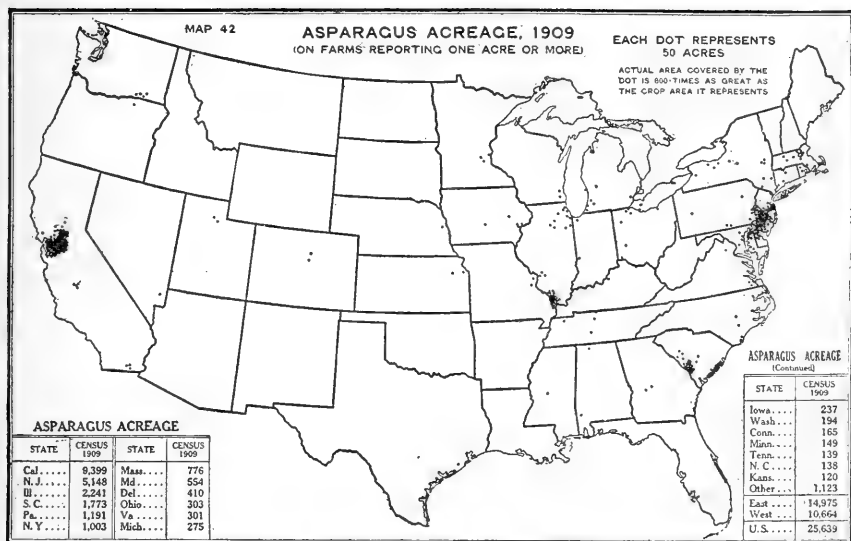 MAP 42
ASPARAGUS ACREAGE, 1909
(ON FARMS REPORTING ONE ACRE OR MORE)
EACH DOT REPRESENTS
50 ACRES
ACTUAL AREA COVERED BY THE
DOT IS 800-TIMES AS GREAT AS
THE CROP AREA IT REPRESENTS
ASPARAGUS ACREAGE
STATE CENSUS 1909 STATE CENSUS 1909
Cal.... 9,399 Mass.... 776
N. J.... 5,148 Md.... 554
Ill.... 2,241 Del.... 410
S. C.... 1,773 Ohio.... 303
Pa.... 1,191 Va.... 301
N. Y.... 1,003 Mich.... 275
ASPARAGUS ACREAGE
(Continued)
STATE CENSUS 1909
Iowa.... 237
Wash.... 194
Conn.... 165
Minn.... 149
Tenn.... 139
N. C.... 138
Kans.... 120
Other.... 1,123
East.... 14,975
West.... 10,664
U. S.... 25,639